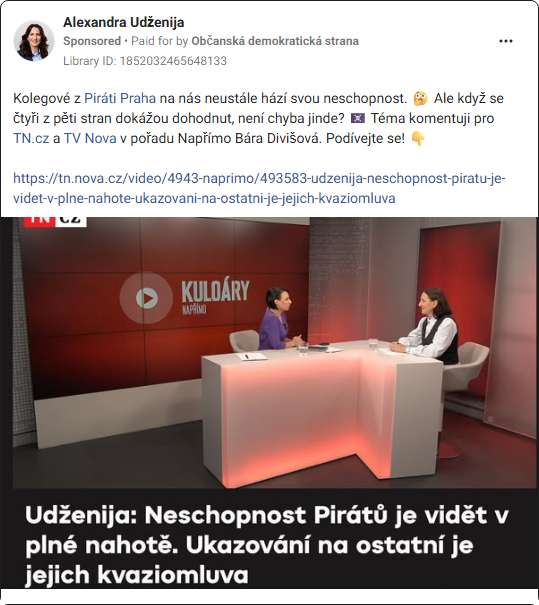 Alexandra Udženija
Sponsored • Paid for by Občanská demokratická strana
Library ID: 1852032465648133
Kolegové z Piráti Praha na nás neustále hází svou neschopnost. 🤔 Ale když se
čtyři z pěti stran dokážou dohodnut, není chyba jinde? 🏴‍☠️ Téma komentuji pro
TN.cz a TV Nova v pořadu Napřímo Bára Divišová. Podívejte se! 👇
https://tn.nova.cz/video/4943-naprimo/493583-udzenija-neschopnost-piratu-je-
videt-v-plne-nahote-ukazovani-na-ostatni-je-jejich-kvaziomluva
TN CZ
KULOÁRY
NAPŘÍMO
Udženija: Neschopnost Pirátů je vidět v
plné nahotě. Ukazování na ostatní je
jejich kvaziomluva